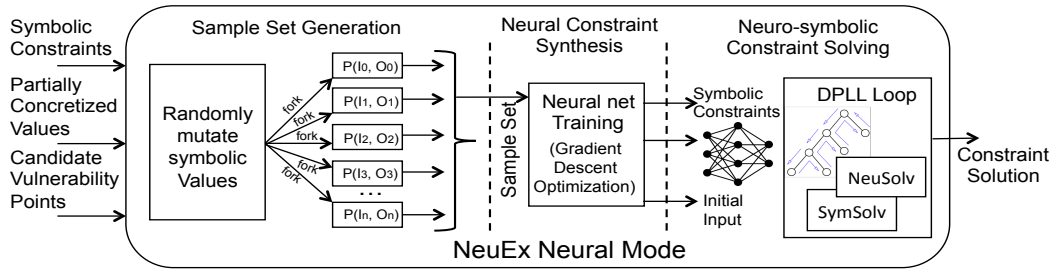 Symbolic
Constraints
Partially
Concretized
Values
Candidate
Vulnerability
Points
Sample Set Generation
Randomly
mutate
symbolic
Values
fork
fork
fork
fork
fork
P(I0, O0)
P(I1, O1)
P(I2, O2)
P(I3, O3)
...
P(In, On)
Neural Constraint
Synthesis
Sample Set
Neural net
Training
(Gradient
Descent
Optimization)
Neuro-symbolic
Constraint Solving
Symbolic
Constraints
Initial
Input
DPLL Loop
NeuSolv
SymSolv
Constraint
Solution
NeuEx Neural Mode